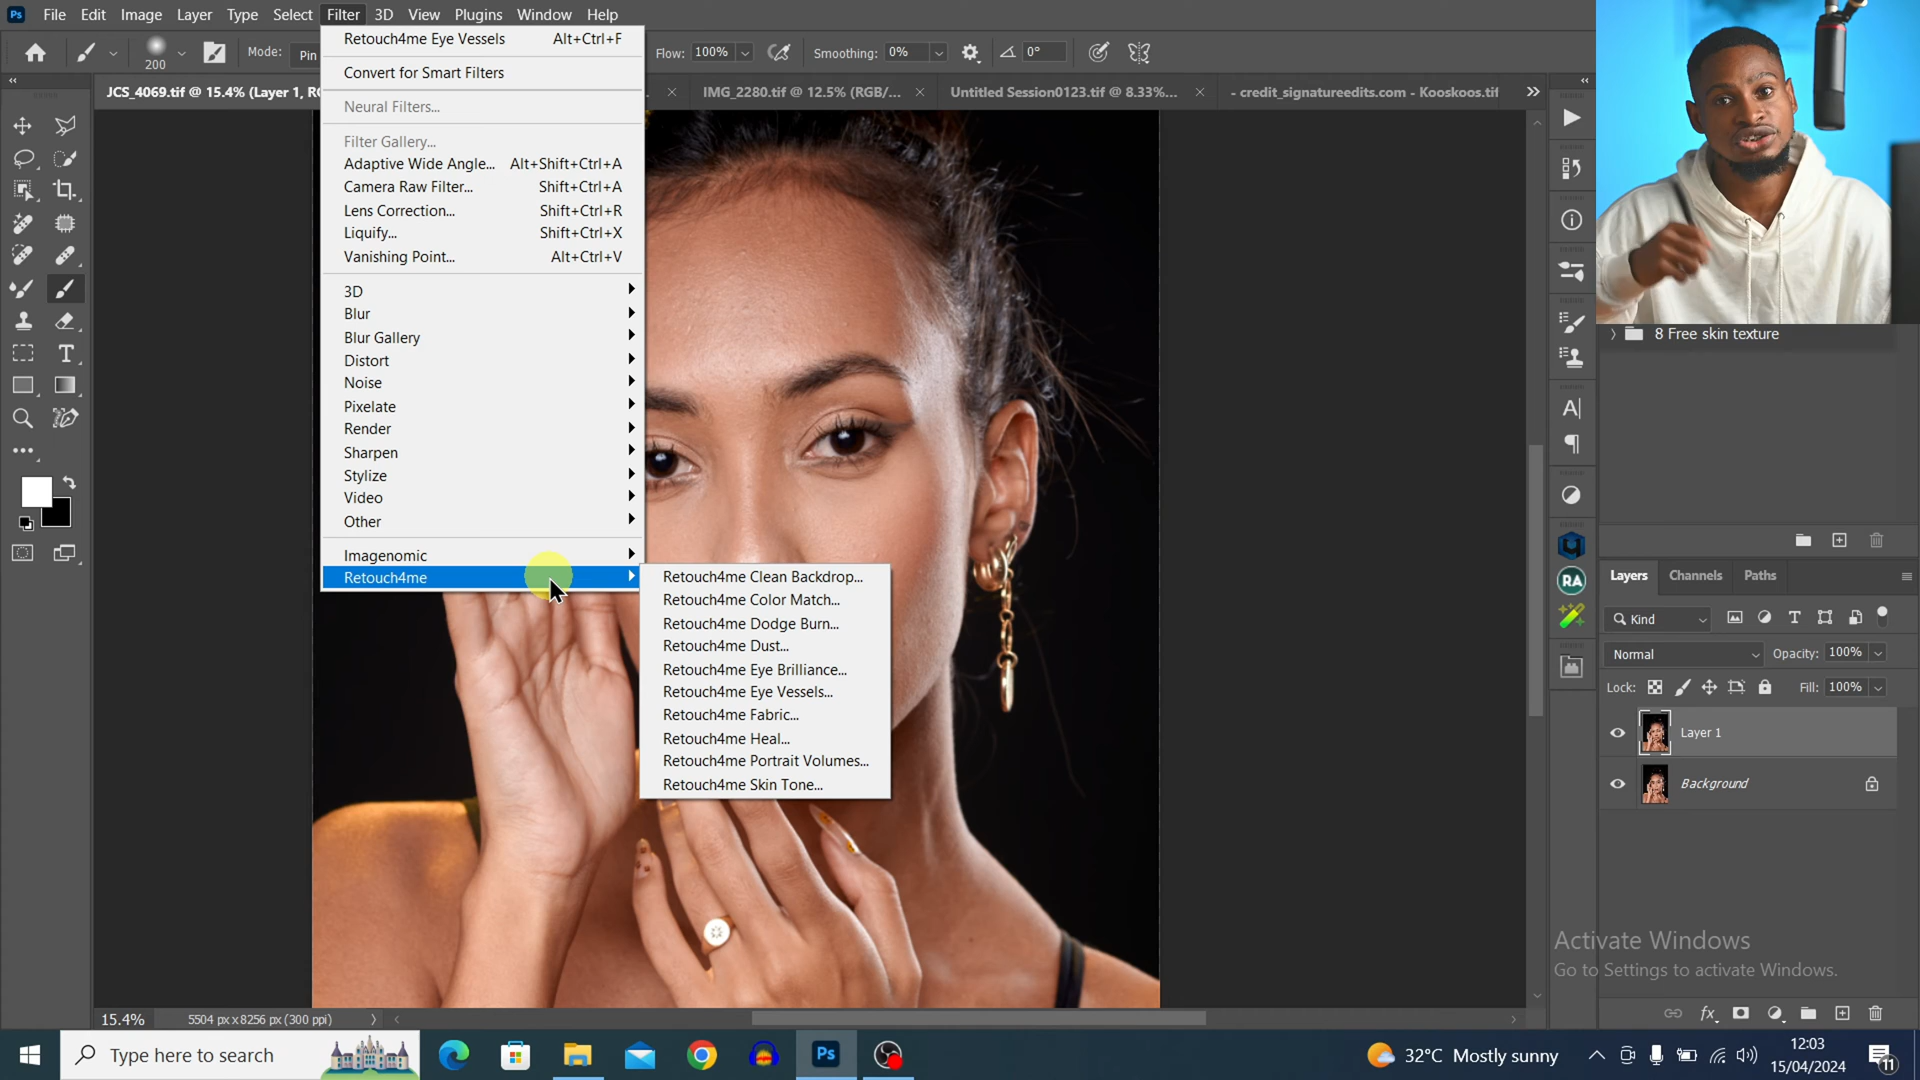 Ps File Edit Image Layer Type Select Filter 3D View Plugins Window Help
200 Mode: Flow: 100% Smoothing: 0% 0°
JCS_4069.tif @ 15.4% (Layer 1, IMG_2280.tif @ 12.5% (RGB/... Untitled Session0123.tif @ 8.33%... - credit_signatureedits.com - Kooskoos.tif
Retouch4me Eye Vessels Alt+Ctrl+F
Convert for Smart Filters
Neural Filters...
Filter Gallery...
Adaptive Wide Angle... Alt+Shift+Ctrl+A
Camera Raw Filter... Shift+Ctrl+A
Lens Correction... Shift+Ctrl+R
Liquify... Shift+Ctrl+X
Vanishing Point... Alt+Ctrl+V
3D
Blur
Blur Gallery
Distort
Noise
Pixelate
Render
Sharpen
Stylize
Video
Other
Imagenomic
Retouch4me
Retouch4me Clean Backdrop...
Retouch4me Color Match...
Retouch4me Dodge Burn...
Retouch4me Dust...
Retouch4me Eye Brilliance...
Retouch4me Eye Vessels...
Retouch4me Fabric...
Retouch4me Heal...
Retouch4me Portrait Volumes...
Retouch4me Skin Tone...
8 Free skin texture
RA
Layers Channels Paths
Kind
Normal Opacity: 100%
Lock: Fill: 100%
Layer 1
Background
Activate Windows
Go to Settings to activate Windows.
15.4% 5504 px x 8256 px (300 ppi)
Type here to search
Ps
32°C Mostly sunny
12:03
15/04/2024
11